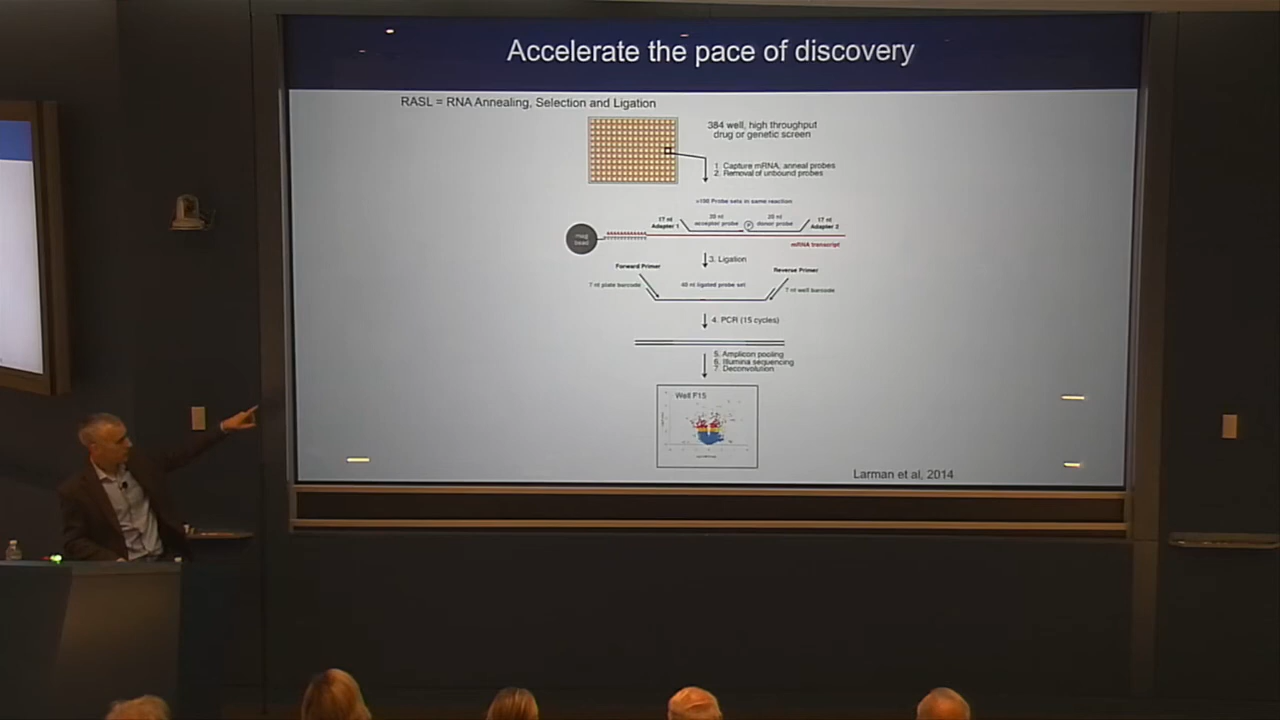 Accelerate the pace of discovery
RASL = RNA Annealing, Selection and Ligation
384 well, high throughput
drug or genetic screen
1. Capture mRNA, anneal probes
2. Removal of unbound probes
Probe sets in same reaction
17 nt
Adapter 1
20 nt
acceptor probe
P
20 nt
donor probe
17 nt
Adapter 2
mag
bead
mRNA transcript
3. Ligation
Forward Primer
Reverse Primer
7 nt plate barcode
40 nt ligated probe set
7 nt well barcode
4. PCR (15 cycles)
5. Amplicon pooling
6. Illumina sequencing
7. Deconvolution
Well F15
Larman et al, 2014